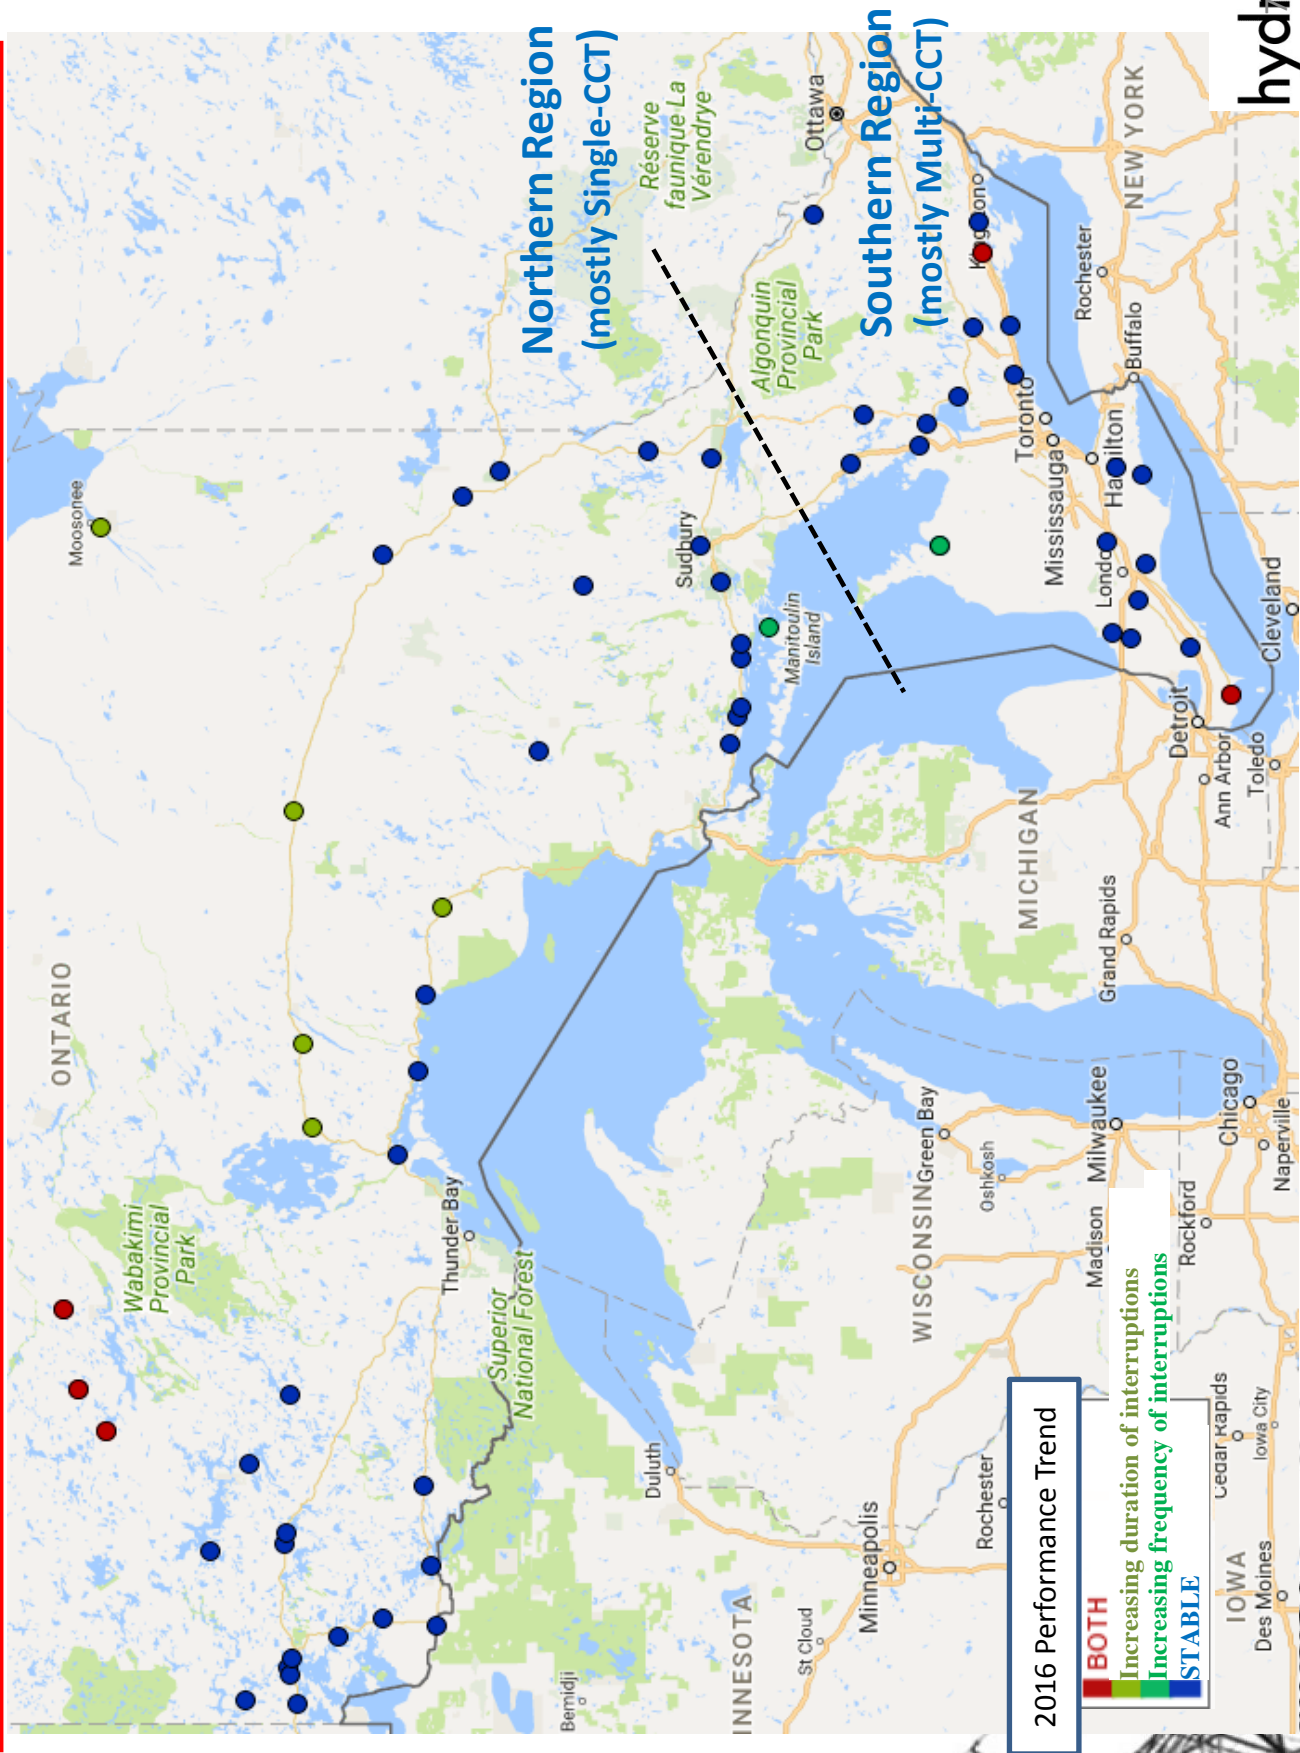 Northern Region
(mostly Single-CCT)
Southern Region
(mostly Multi-CCT)
ONTARIO
Moosonee
Réserve
faunique La
Vérendrye
Wabakimi
Provincial
Park
Thunder Bay
Superior
National Forest
Sudbury
Manitoulin
Island
Algonquin
Provincial
Park
Ottawa
Toronto
Mississauga
Hamilton
London
Rochester
Buffalo
NEW YORK
Detroit
Ann Arbor
Toledo
Cleveland
MICHIGAN
Grand Rapids
Duluth
Bemidji
INNESOTA
St Cloud
Minneapolis
Rochester
WISCONSIN
Green Bay
Oshkosh
Milwaukee
Madison
Rockford
Chicago
Naperville
Cedar Rapids
Iowa City
IOWA
Des Moines
2016 Performance Trend
BOTH
Increasing duration of interruptions
Increasing frequency of interruptions
STABLE
hyd